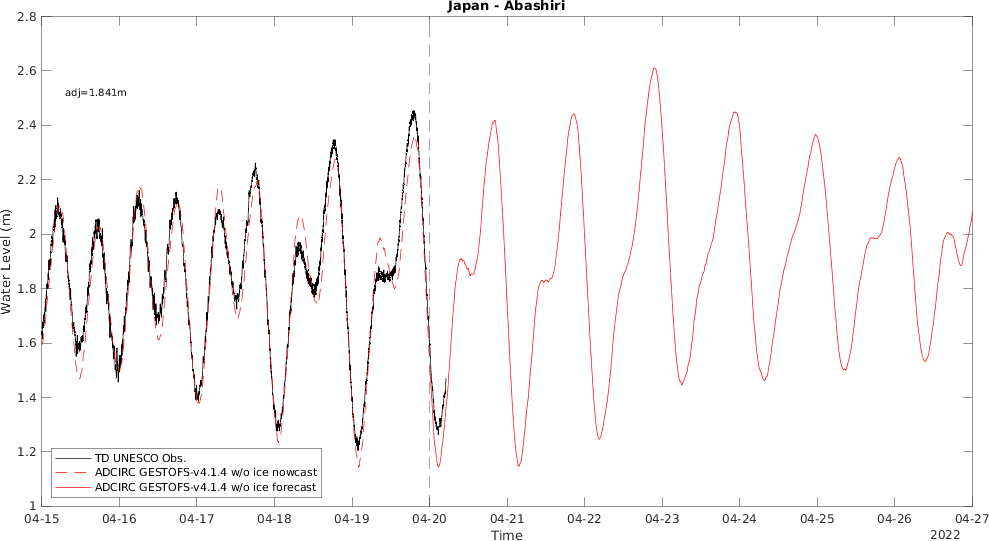 Japan - Abashiri
2.8
2.6
2.4
2.2
2
1.8
1.6
1.4
1.2
1
Water Level (m)
adj=1.841m
TD UNESCO Obs.
ADCIRC GESTOFS-v4.1.4 w/o ice nowcast
ADCIRC GESTOFS-v4.1.4 w/o ice forecast
04-15 04-16 04-17 04-18 04-19 04-20 04-21 04-22 04-23 04-24 04-25 04-26 04-27
Time
2022